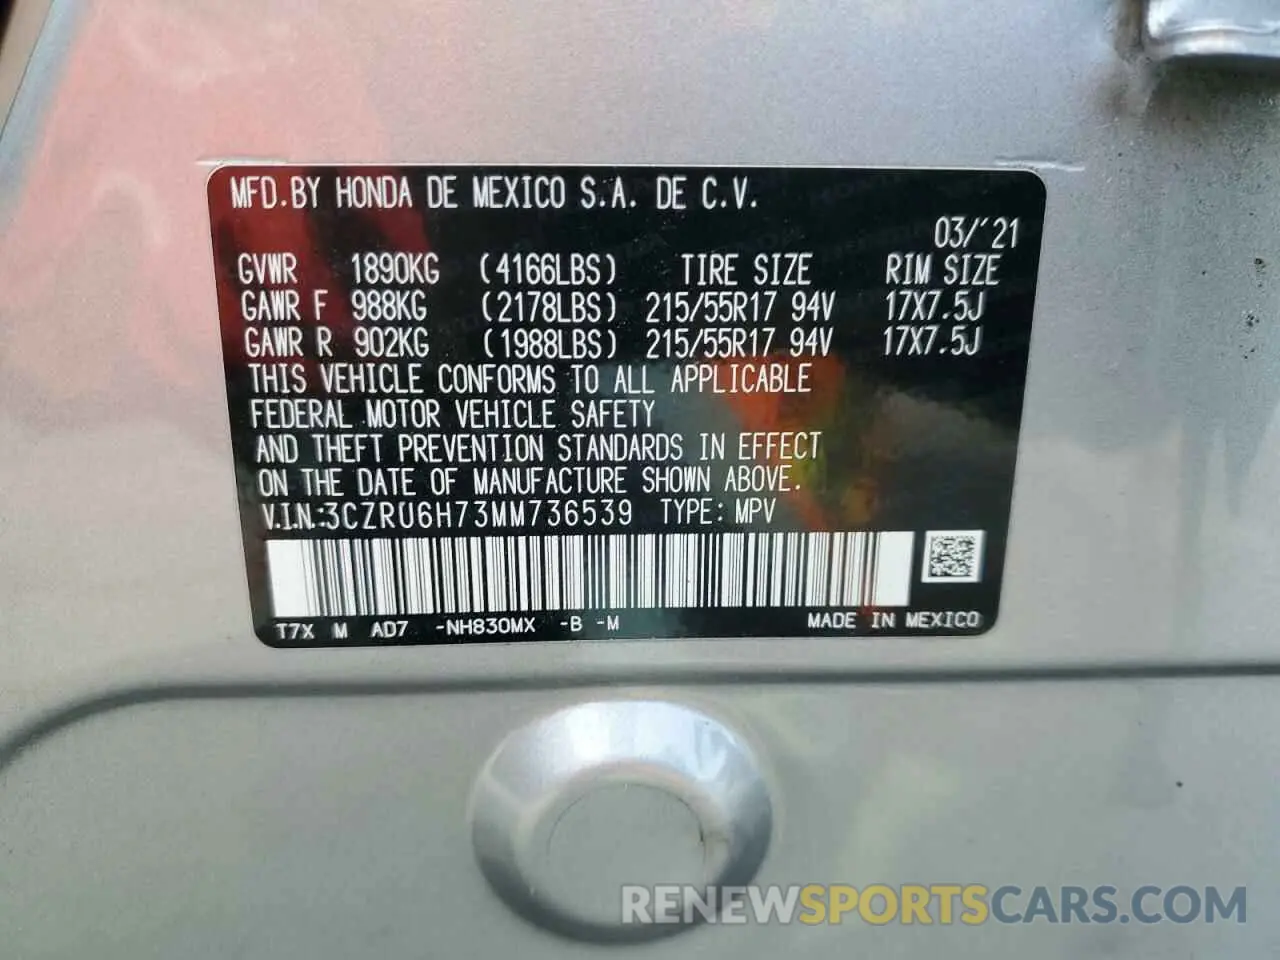 MFD.BY HONDA DE MEXICO S.A. DE C.V.
03/'21
GVWR 1890KG (4166LBS) TIRE SIZE RIM SIZE
GAWR F 988KG (2178LBS) 215/55R17 94V 17X7.5J
GAWR R 902KG (1988LBS) 215/55R17 94V 17X7.5J
THIS VEHICLE CONFORMS TO ALL APPLICABLE
FEDERAL MOTOR VEHICLE SAFETY
AND THEFT PREVENTION STANDARDS IN EFFECT
ON THE DATE OF MANUFACTURE SHOWN ABOVE.
V.I.N.:3CZRU6H73MM736539 TYPE: MPV
T7X M AD7 -NH830MX -B -M MADE IN MEXICO
RENEWSPORTSCARS.COM